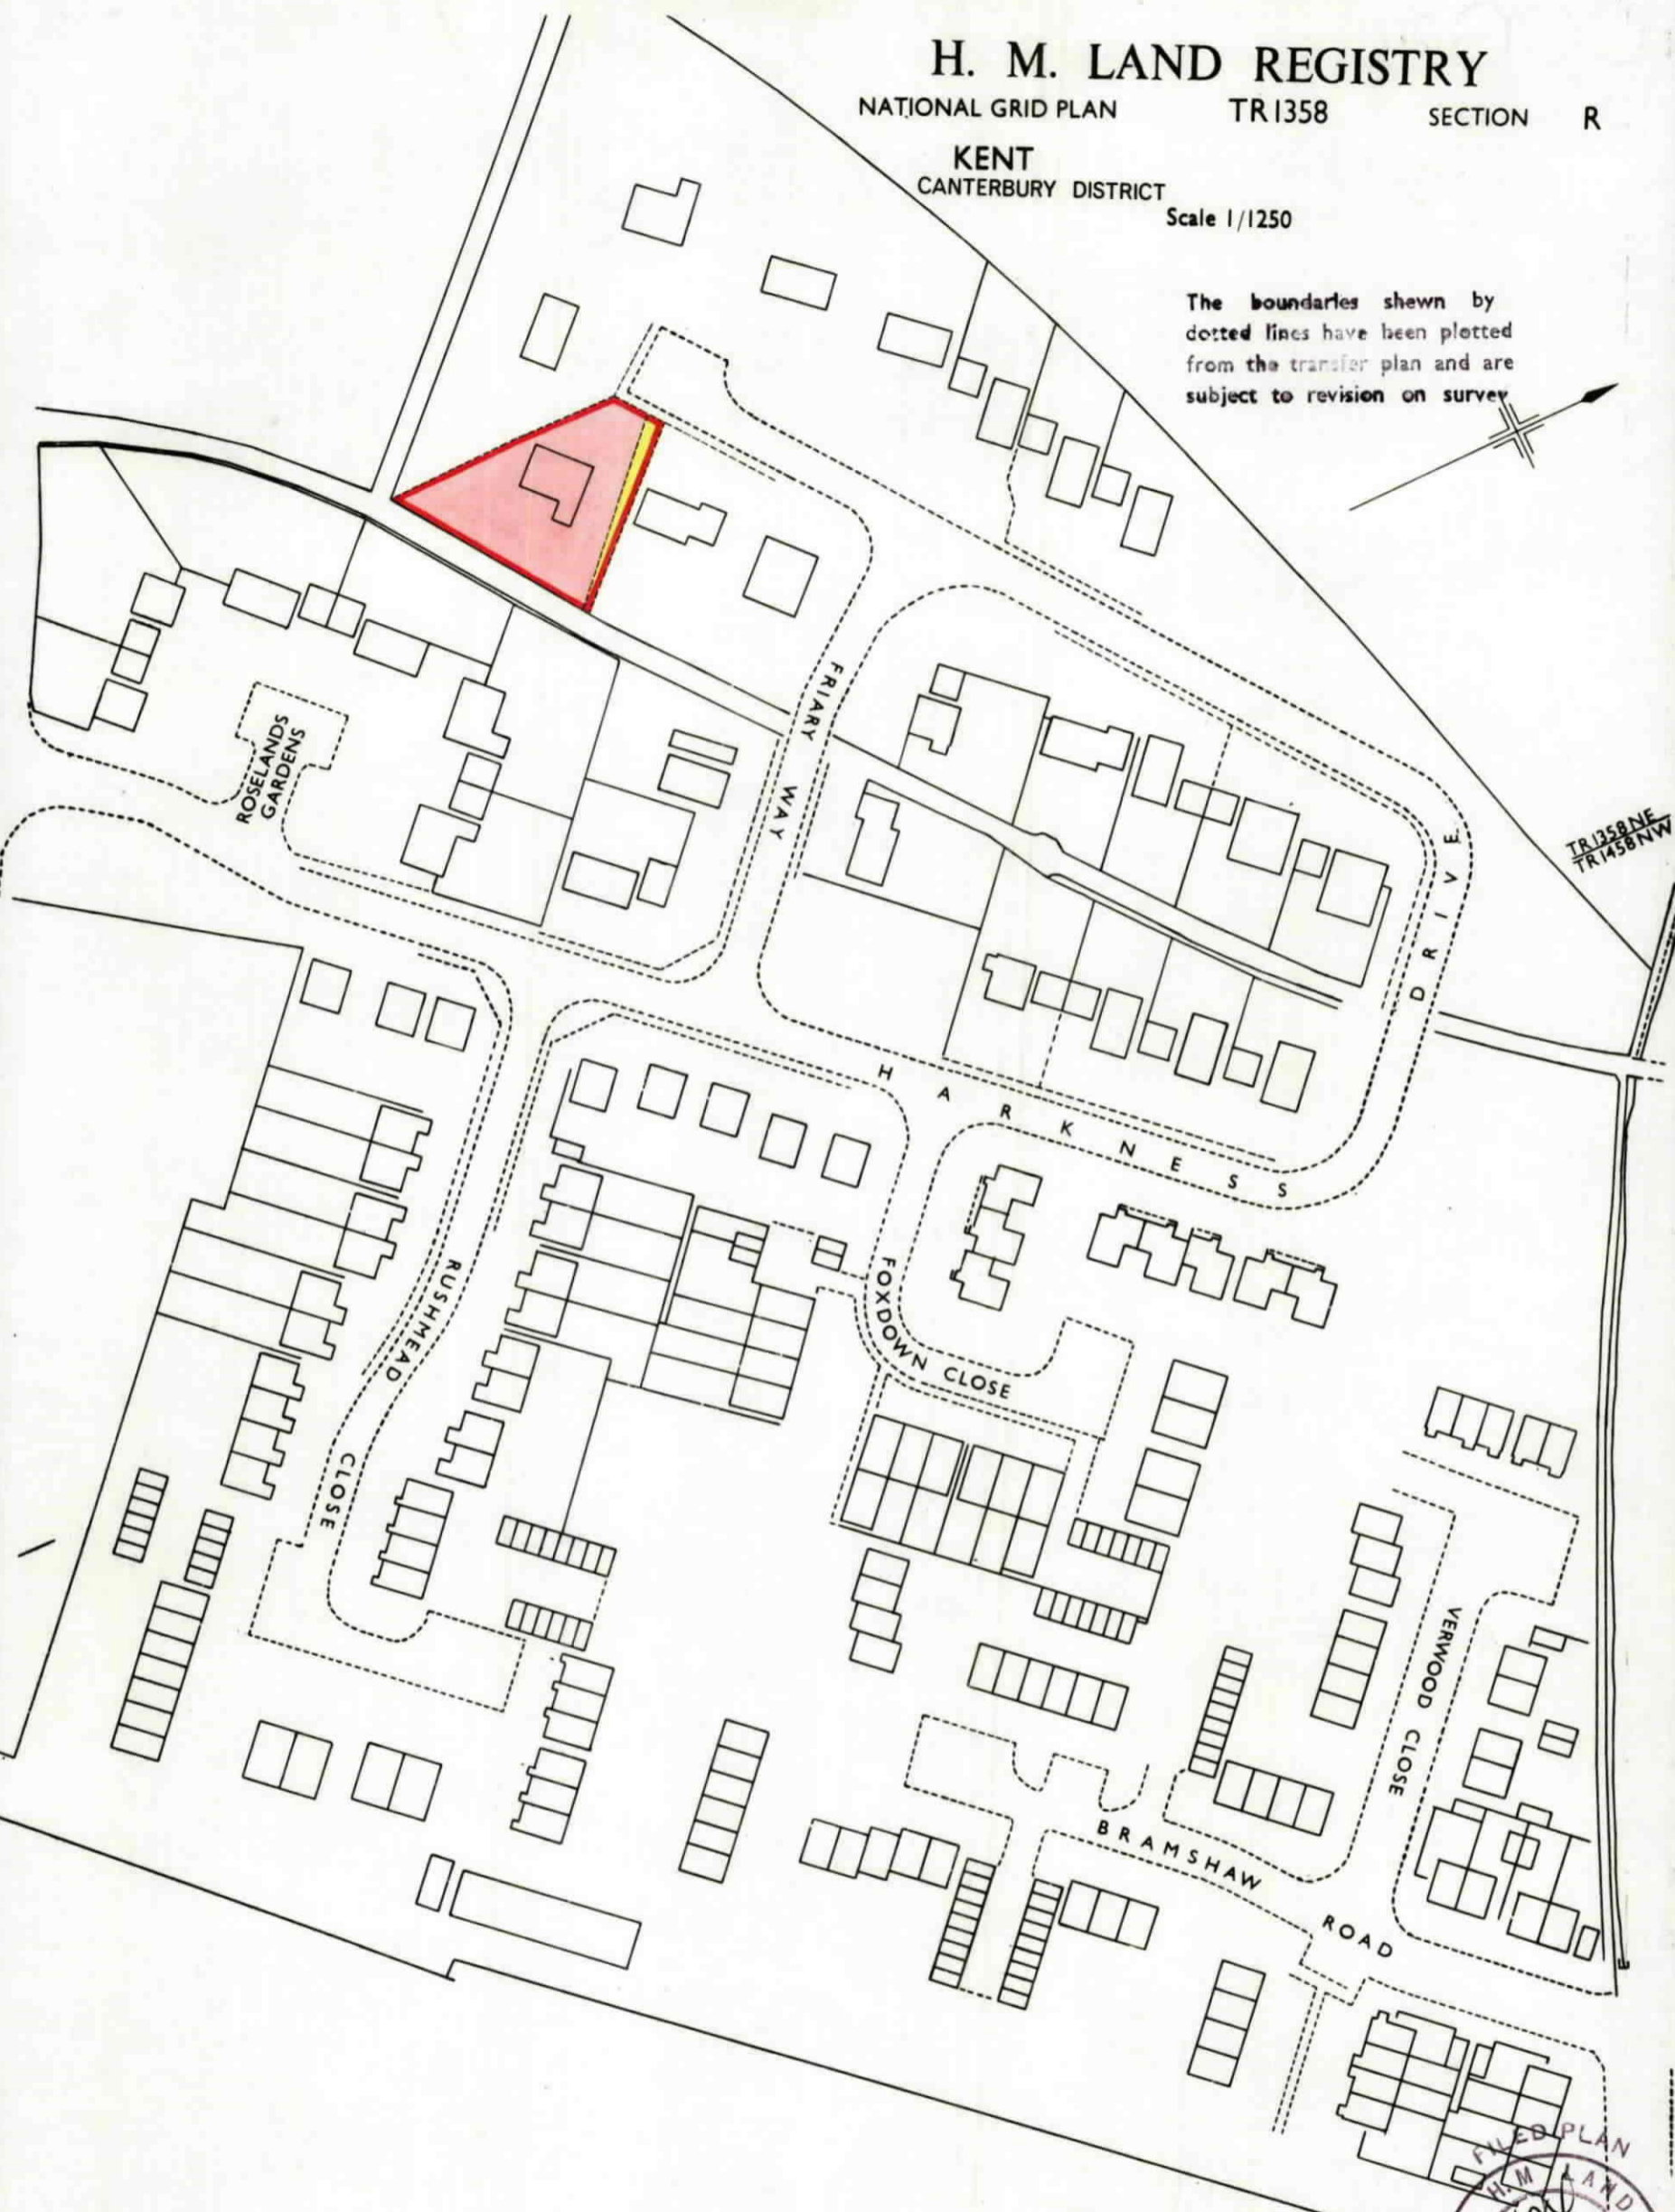 H. M. LAND REGISTRY
NATIONAL GRID PLAN TR1358 SECTION R
KENT
CANTERBURY DISTRICT
Scale 1/1250
The boundaries shewn by
dotted lines have been plotted
from the transfer plan and are
subject to revision on survey
FRIARY WAY
ROSELANDS
GARDENS
HARKNESS DRIVE
TR1358NE
TR1458NW
RUSHMEAD CLOSE
FOXDOWN CLOSE
VERWOOD CLOSE
BRAMSHAW ROAD
FILED PLAN
H.M. LAND